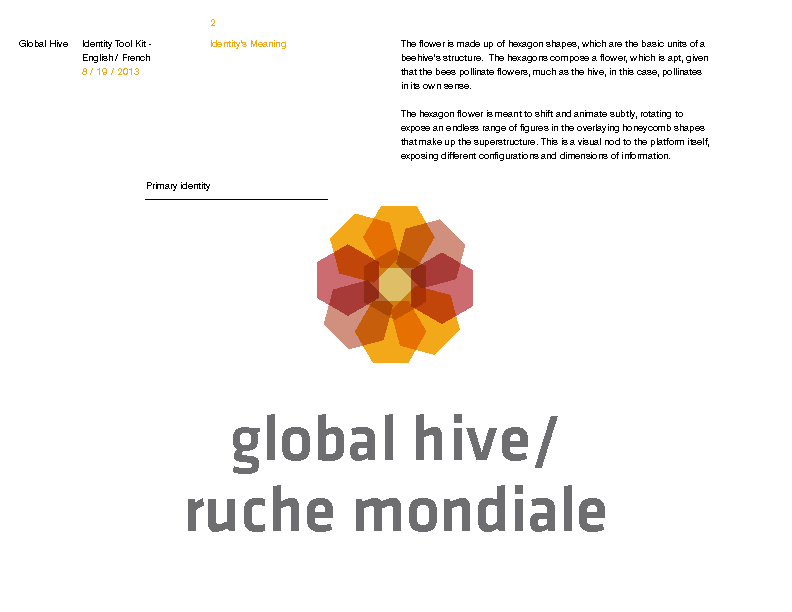 2
Global Hive
Identity Tool Kit -
English / French
8 / 19 / 2013
Identity's Meaning
The flower is made up of hexagon shapes, which are the basic units of a
beehive's structure. The hexagons compose a flower, which is apt, given
that the bees pollinate flowers, much as the hive, in this case, pollinates
in its own sense.
The hexagon flower is meant to shift and animate subtly, rotating to
expose an endless range of figures in the overlaying honeycomb shapes
that make up the superstructure. This is a visual nod to the platform itself,
exposing different configurations and dimensions of information.
Primary identity
global hive/
ruche mondiale